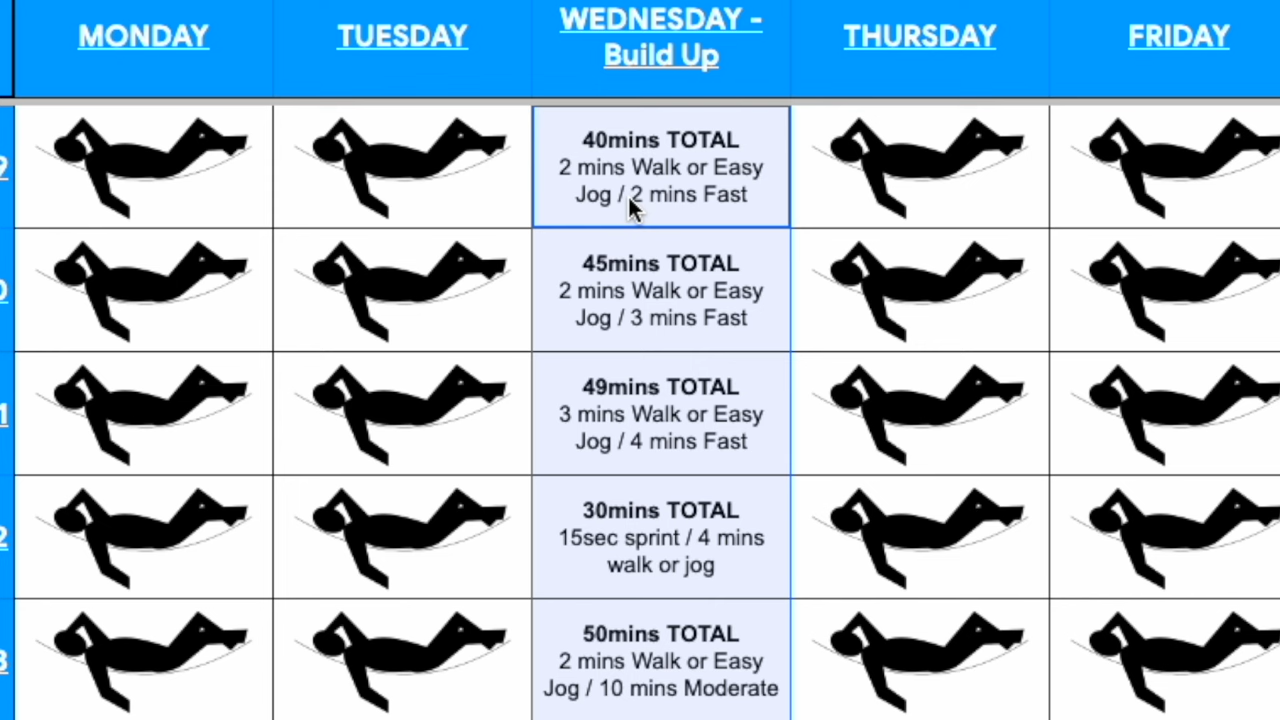 MONDAY
TUESDAY
WEDNESDAY -
Build Up
THURSDAY
FRIDAY
40mins TOTAL
2 mins Walk or Easy
Jog / 2 mins Fast
45mins TOTAL
2 mins Walk or Easy
Jog / 3 mins Fast
49mins TOTAL
3 mins Walk or Easy
Jog / 4 mins Fast
30mins TOTAL
15sec sprint / 4 mins
walk or jog
50mins TOTAL
2 mins Walk or Easy
Jog / 10 mins Moderate